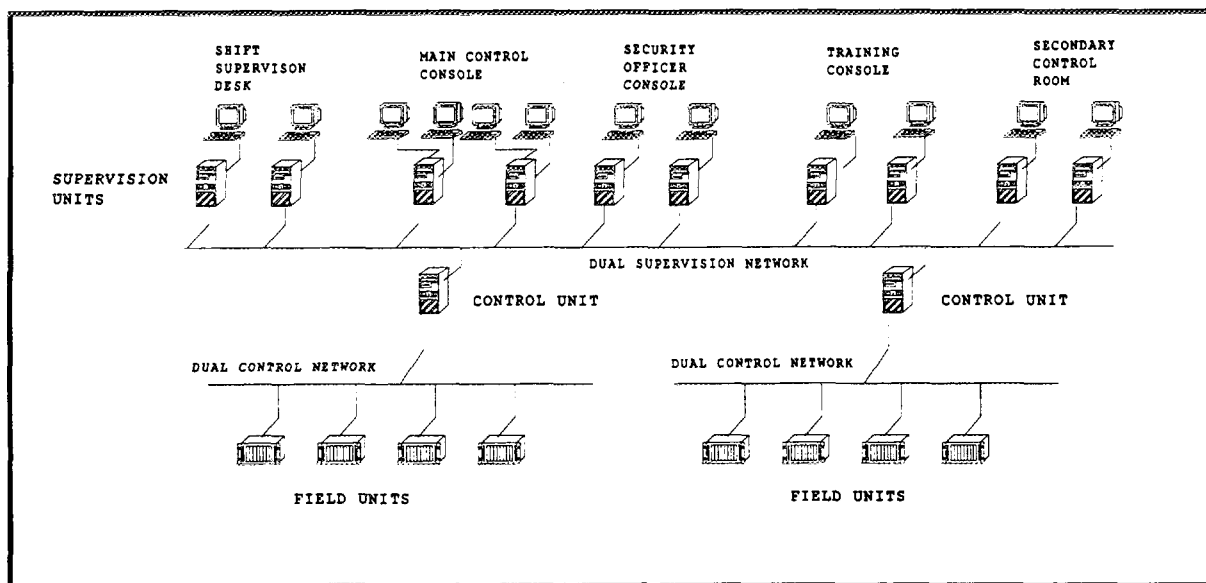 SHIFT
SUPERVISON
DESK
MAIN CONTROL
CONSOLE
SECURITY
OFFICER
CONSOLE
TRAINING
CONSOLE
SECONDARY
CONTROL
ROOM
SUPERVISION
UNITS
DUAL SUPERVISION NETWORK
CONTROL UNIT
CONTROL UNIT
DUAL CONTROL NETWORK
DUAL CONTROL NETWORK
FIELD UNITS
FIELD UNITS